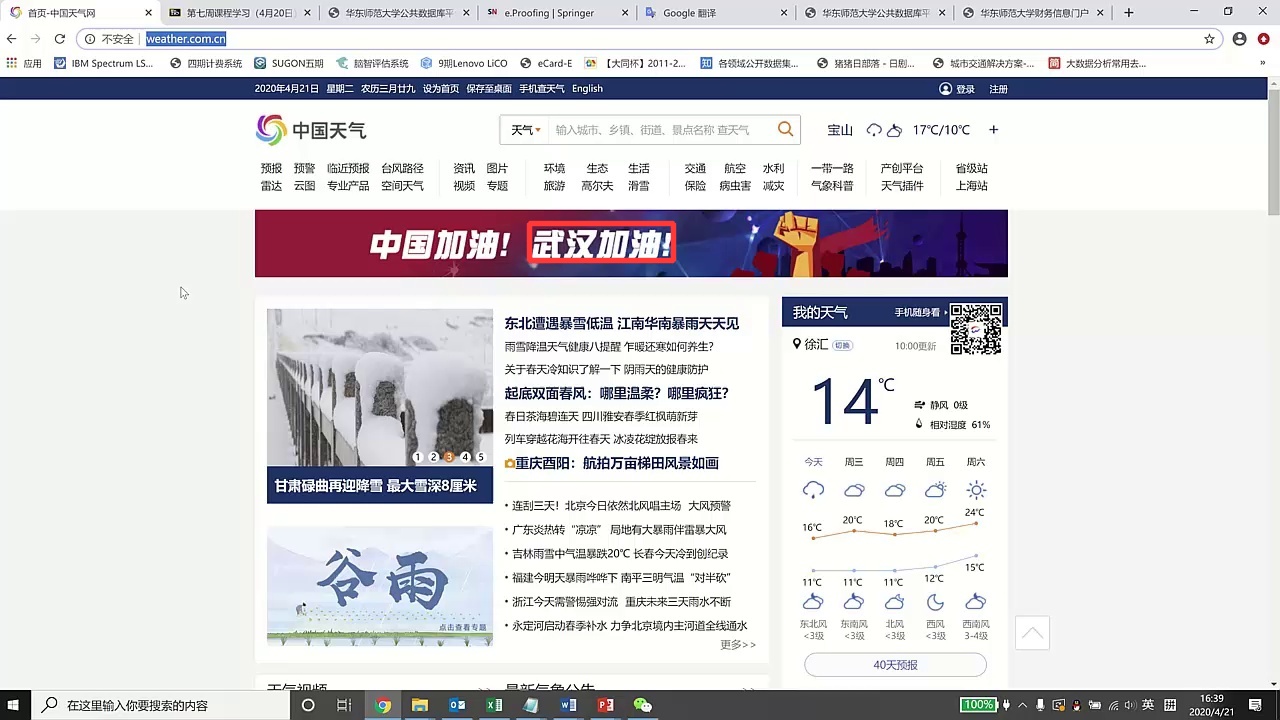 首页-中国天气网
第七周课程学习（4月20日）
华东师范大学公共数据库平
e.Proofing | Springer
Google 翻译
华东师范大学公共数据库平
华东师范大学财务信息门户
不安全
weather.com.cn
应用
IBM Spectrum LS...
四期计费系统
SUGON五期
脑智评估系统
9期Lenovo LiCO
eCard-E
【大同杯】2011-2...
各领域公开数据集...
猪猪日部落 - 日剧...
城市交通解决方案-...
大数据分析常用去...
2020年4月21日 星期二 农历三月廿九 设为首页 保存至桌面 手机查天气 English
登录 注册
中国天气
天气
输入城市、乡镇、街道、景点名称 查天气
宝山
17℃/10℃
预报 预警 临近预报 台风路径 资讯 图片 环境 生态 生活 交通 航空 水利 一带一路 产创平台 省级站
雷达 云图 专业产品 空间天气 视频 专题 旅游 高尔夫 滑雪 保险 病虫害 减灾 气象科普 天气插件 上海站
中国加油! 武汉加油!
甘肃碌曲再迎降雪 最大雪深8厘米
1 2 3 4 5
谷雨
点击查看专题
东北遭遇暴雪低温 江南华南暴雨天天见
雨雪降温天气健康八提醒 乍暖还寒如何养生?
关于春天冷知识了解一下 阴雨天的健康防护
起底双面春风：哪里温柔？哪里疯狂？
春日茶海碧连天 四川雅安春季红枫萌新芽
列车穿越花海开往春天 冰凌花绽放报春来
重庆酉阳：航拍万亩梯田风景如画
· 连刮三天！北京今日依然北风唱主场 大风预警
· 广东炎热转“凉凉” 局地有大暴雨伴雷暴大风
· 吉林雨雪中气温暴跌20℃ 长春今天冷到创纪录
· 福建今明天暴雨哗哗下 南平三明气温“对半砍”
· 浙江今天需警惕强对流 重庆未来三天雨水不断
· 永定河启动春季补水 力争北京境内主河道全线通水
更多>>
我的天气
手机随身看
徐汇
切换
10:00更新
14℃
静风 0级
相对湿度 61%
今天 周三 周四 周五 周六
16℃ 20℃ 18℃ 20℃ 24℃
11℃ 11℃ 11℃ 12℃ 15℃
东北风 东南风 北风 西风 西南风
<3级 <3级 <3级 <3级 3-4级
40天预报
在这里输入你要搜索的内容
100%
英
16:39
2020/4/21